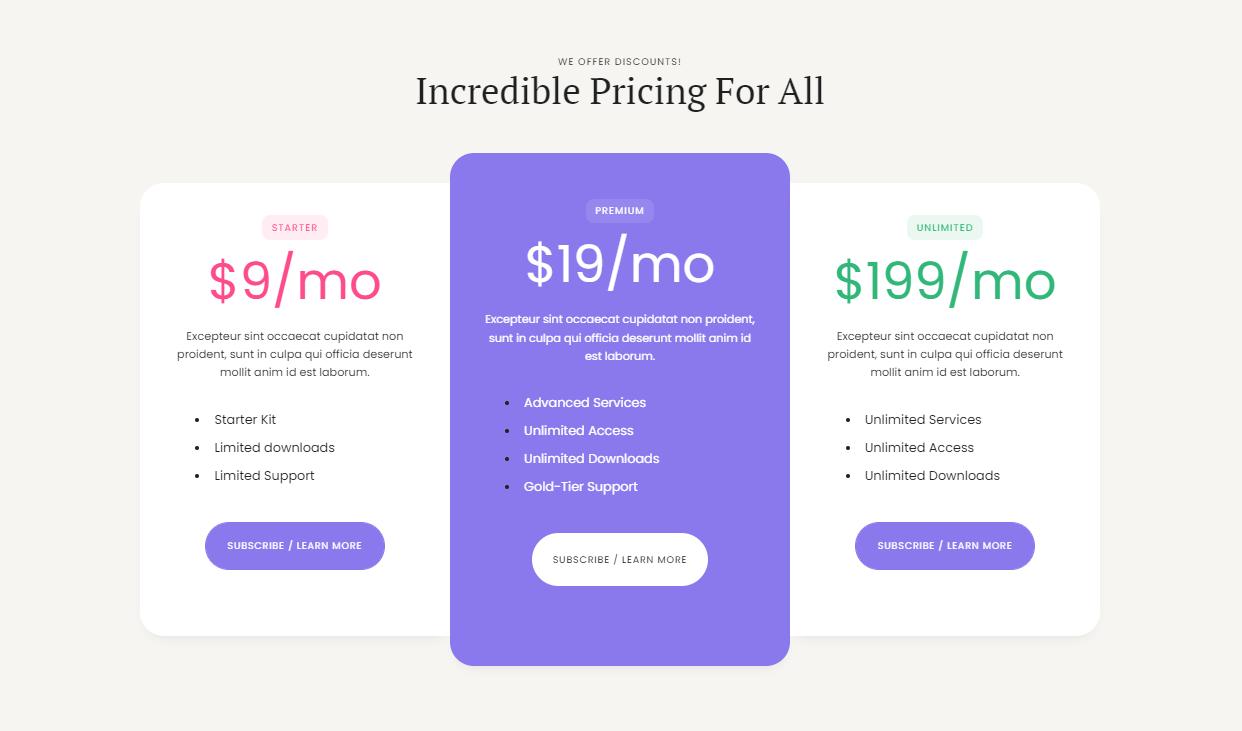 WE OFFER DISCOUNTS!
Incredible Pricing For All
STARTER
$9/mo
Excepteur sint occaecat cupidatat non
proident, sunt in culpa qui officia deserunt
mollit anim id est laborum.
Starter Kit
Limited downloads
Limited Support
SUBSCRIBE / LEARN MORE
PREMIUM
$19/mo
Excepteur sint occaecat cupidatat non proident,
sunt in culpa qui officia deserunt mollit anim id
est laborum.
Advanced Services
Unlimited Access
Unlimited Downloads
Gold-Tier Support
SUBSCRIBE / LEARN MORE
UNLIMITED
$199/mo
Excepteur sint occaecat cupidatat non
proident, sunt in culpa qui officia deserunt
mollit anim id est laborum.
Unlimited Services
Unlimited Access
Unlimited Downloads
SUBSCRIBE / LEARN MORE